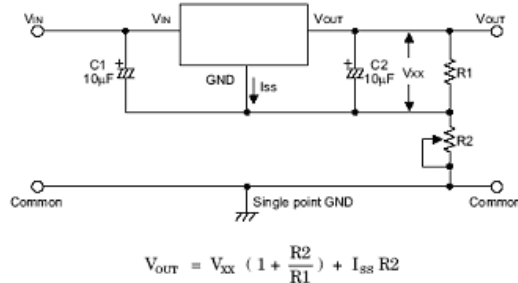 VIN
VIN
VOUT
VOUT
C1
+
10μF
GND
Iss
C2
+
10μF
Vxx
R1
R2
Common
Single point GND
Common
VOUT = VXX ( 1 + R2/R1 ) + ISS R2